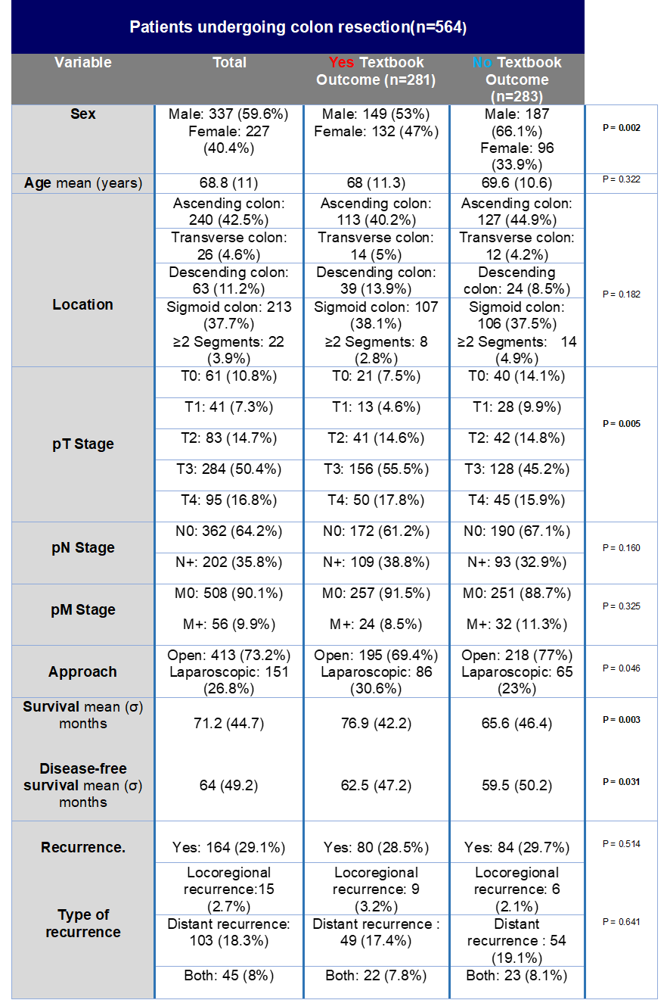 Patients undergoing colon resection(n=564)
Variable
Total
Yes Textbook
Outcome (n=281)
No Textbook
Outcome
(n=283)
Sex
Male: 337 (59.6%)
Female: 227
(40.4%)
Male: 149 (53%)
Female: 132 (47%)
Male: 187
(66.1%)
Female: 96
(33.9%)
P = 0.002
Age mean (years)
68.8 (11)
68 (11.3)
69.6 (10.6)
P = 0.322
Location
Ascending colon:
240 (42.5%)
Ascending colon:
113 (40.2%)
Ascending colon:
127 (44.9%)
Transverse colon:
26 (4.6%)
Transverse colon:
14 (5%)
Transverse colon:
12 (4.2%)
Descending colon:
63 (11.2%)
Descending colon:
39 (13.9%)
Descending
colon: 24 (8.5%)
Sigmoid colon: 213
(37.7%)
≥2 Segments: 22
(3.9%)
Sigmoid colon: 107
(38.1%)
≥2 Segments: 8
(2.8%)
Sigmoid colon:
106 (37.5%)
≥2 Segments: 14
(4.9%)
P = 0.182
pT Stage
T0: 61 (10.8%)
T0: 21 (7.5%)
T0: 40 (14.1%)
T1: 41 (7.3%)
T1: 13 (4.6%)
T1: 28 (9.9%)
T2: 83 (14.7%)
T2: 41 (14.6%)
T2: 42 (14.8%)
T3: 284 (50.4%)
T3: 156 (55.5%)
T3: 128 (45.2%)
T4: 95 (16.8%)
T4: 50 (17.8%)
T4: 45 (15.9%)
P = 0.005
pN Stage
N0: 362 (64.2%)
N0: 172 (61.2%)
N0: 190 (67.1%)
N+: 202 (35.8%)
N+: 109 (38.8%)
N+: 93 (32.9%)
P = 0.160
pM Stage
M0: 508 (90.1%)
M+: 56 (9.9%)
M0: 257 (91.5%)
M+: 24 (8.5%)
M0: 251 (88.7%)
M+: 32 (11.3%)
P = 0.325
Approach
Open: 413 (73.2%)
Laparoscopic: 151
(26.8%)
Open: 195 (69.4%)
Laparoscopic: 86
(30.6%)
Open: 218 (77%)
Laparoscopic: 65
(23%)
P = 0.046
Survival mean (σ)
months
71.2 (44.7)
76.9 (42.2)
65.6 (46.4)
P = 0.003
Disease-free
survival mean (σ)
months
64 (49.2)
62.5 (47.2)
59.5 (50.2)
P = 0.031
Recurrence.
Yes: 164 (29.1%)
Yes: 80 (28.5%)
Yes: 84 (29.7%)
P = 0.514
Type of
recurrence
Locoregional
recurrence:15
(2.7%)
Locoregional
recurrence: 9
(3.2%)
Locoregional
recurrence: 6
(2.1%)
Distant recurrence:
103 (18.3%)
Distant recurrence :
49 (17.4%)
Distant
recurrence : 54
(19.1%)
Both: 45 (8%)
Both: 22 (7.8%)
Both: 23 (8.1%)
P = 0.641